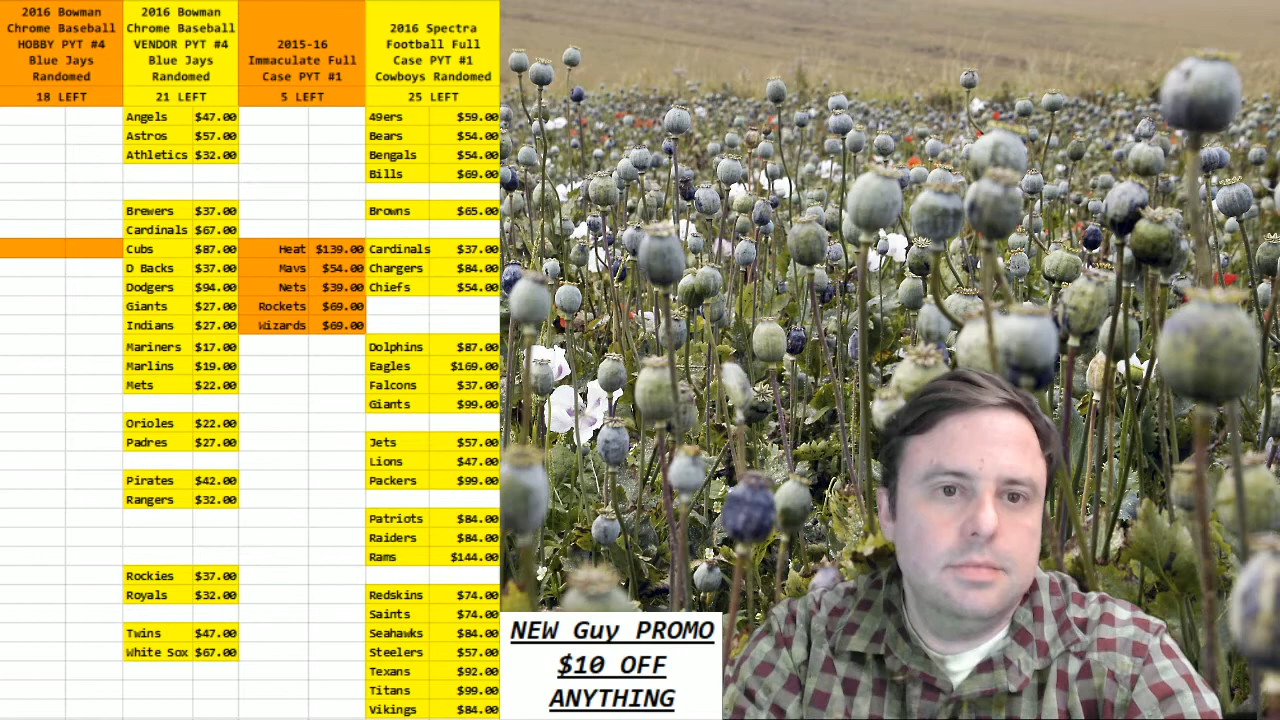 2016 Bowman
Chrome Baseball
HOBBY PYT #4
Blue Jays
Randomed
18 LEFT
2016 Bowman
Chrome Baseball
VENDOR PYT #4
Blue Jays
Randomed
21 LEFT
Angels $47.00
Astros $57.00
Athletics $32.00
Brewers $37.00
Cardinals $67.00
Cubs $87.00
D Backs $37.00
Dodgers $94.00
Giants $27.00
Indians $27.00
Mariners $17.00
Marlins $19.00
Mets $22.00
Orioles $22.00
Padres $27.00
Pirates $42.00
Rangers $32.00
Rockies $37.00
Royals $32.00
Twins $47.00
White Sox $67.00
2015-16
Immaculate Full
Case PYT #1
5 LEFT
Heat $139.00
Mavs $54.00
Nets $39.00
Rockets $69.00
Wizards $69.00
2016 Spectra
Football Full
Case PYT #1
Cowboys Randomed
25 LEFT
49ers $59.00
Bears $54.00
Bengals $54.00
Bills $69.00
Browns $65.00
Cardinals $37.00
Chargers $84.00
Chiefs $54.00
Dolphins $87.00
Eagles $169.00
Falcons $37.00
Giants $99.00
Jets $57.00
Lions $47.00
Packers $99.00
Patriots $84.00
Raiders $84.00
Rams $144.00
Redskins $74.00
Saints $74.00
Seahawks $84.00
Steelers $57.00
Texans $92.00
Titans $99.00
Vikings $84.00
NEW Guy PROMO
$10 OFF
ANYTHING